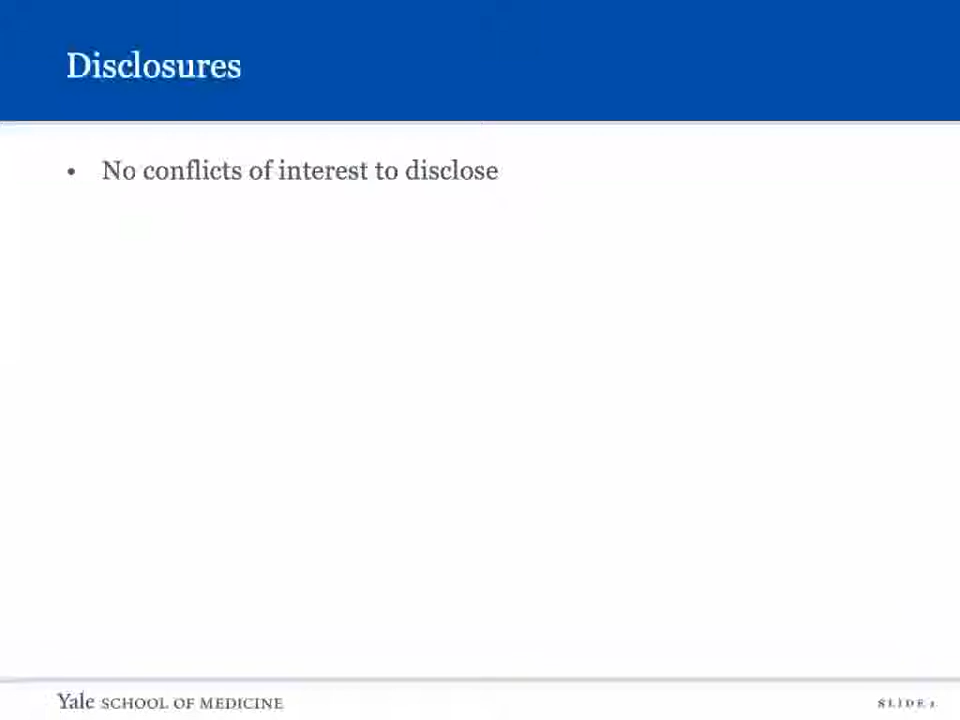 Disclosures
• No conflicts of interest to disclose
Yale SCHOOL OF MEDICINE
SLIDE 1